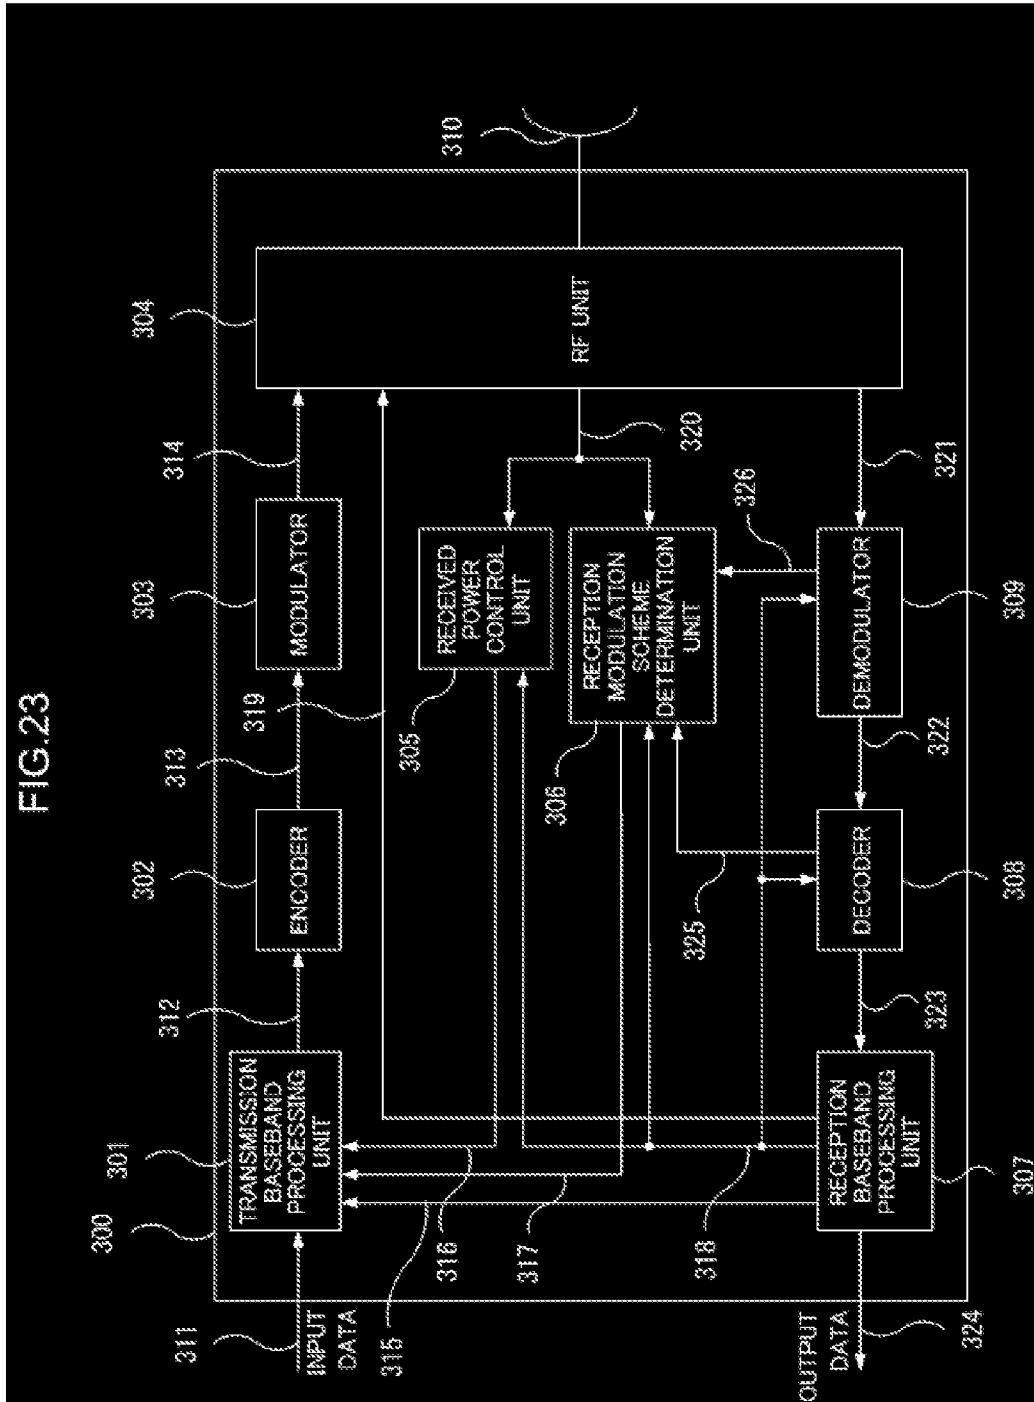 FIG.23
300
301
302
303
304
311
312
313
314
INPUT
DATA
TRANSMISSION
BASEBAND
PROCESSING
UNIT
ENCODER
MODULATOR
RF UNIT
310
319
315
316
317
318
305
RECEIVED
POWER
CONTROL
UNIT
320
306
RECEPTION
MODULATION
SCHEME
DETERMINATION
UNIT
325
326
321
OUTPUT
DATA
RECEPTION
BASEBAND
PROCESSING
UNIT
DECODER
DEMODULATOR
324
323
322
307
308
309